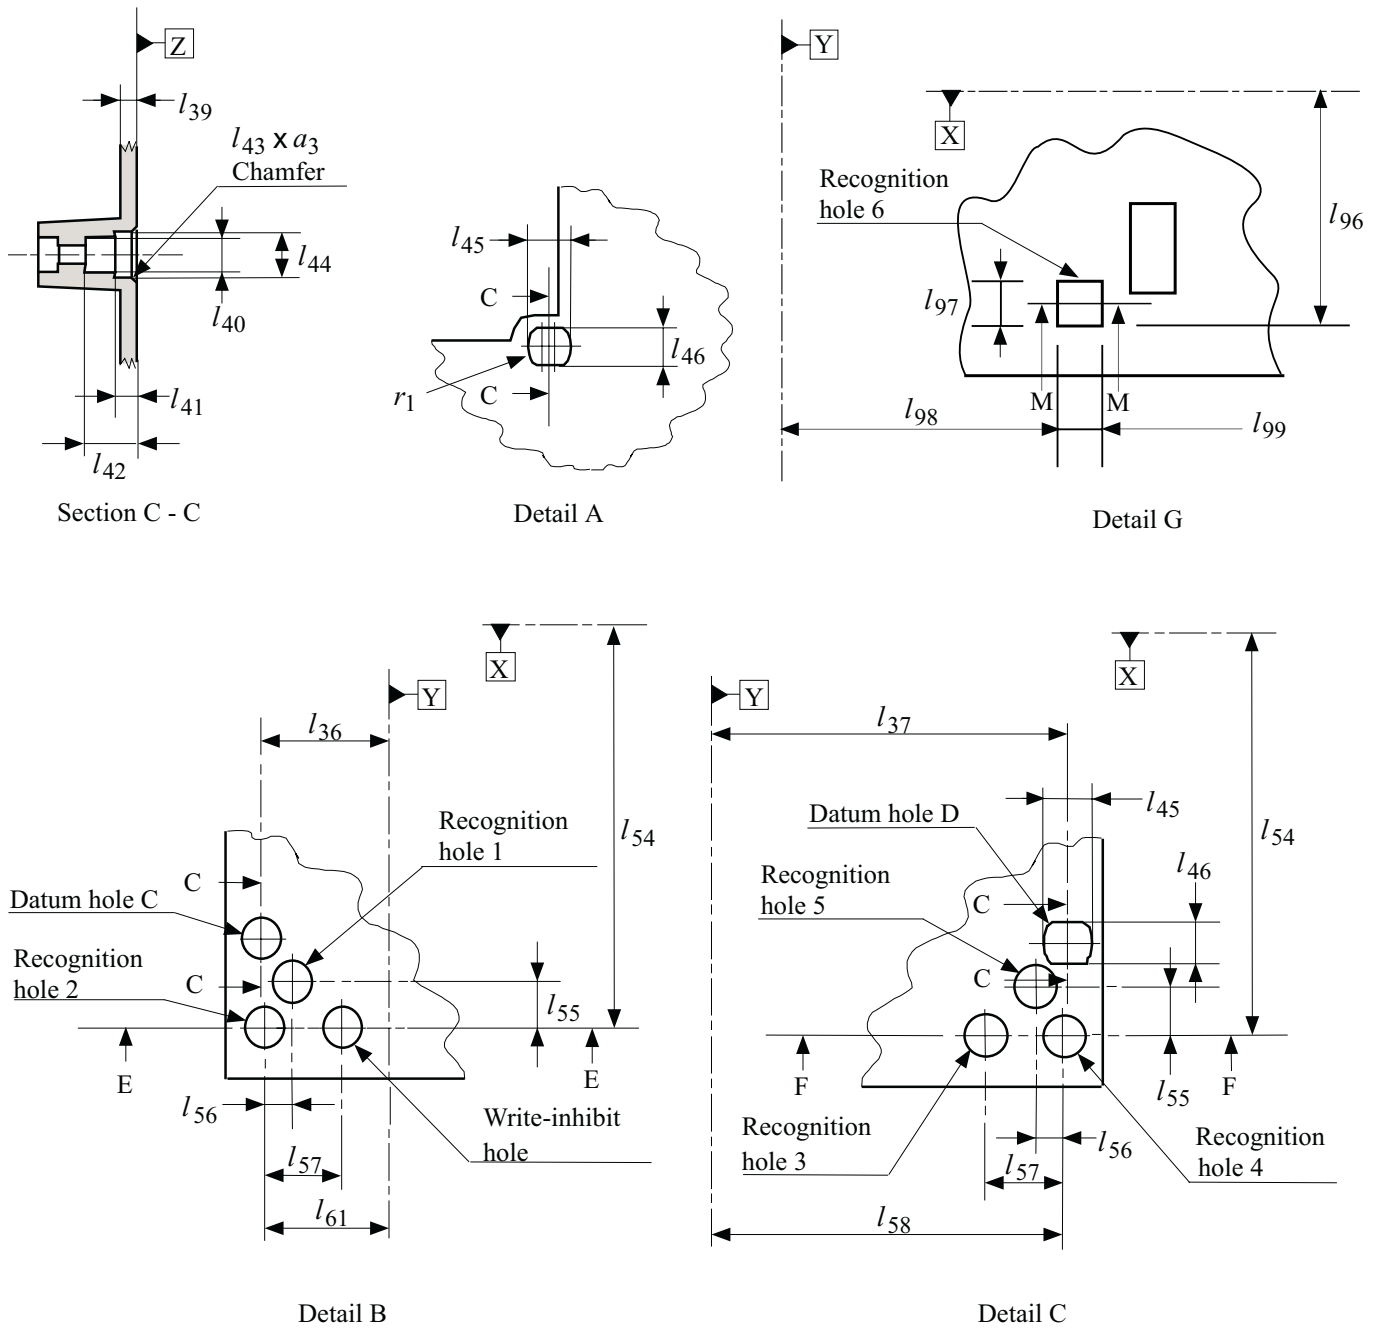 Z
l39
l43 x a3
Chamfer
l44
l40
l41
l42
Section C - C
l45
C
l46
r1
C
Detail A
Y
X
Recognition
hole 6
l96
l97
M M
l98
l99
Detail G
X
Y
l36
Recognition
hole 1
l54
C
Datum hole C
Recognition
hole 2
C
l55
E
E
l56
Write-inhibit
hole
l57
l61
Detail B
X
Y
l37
l45
Datum hole D
l54
l46
Recognition
hole 5
C
C
F
F
l55
Recognition
hole 3
l56
Recognition
hole 4
l57
l58
Detail C